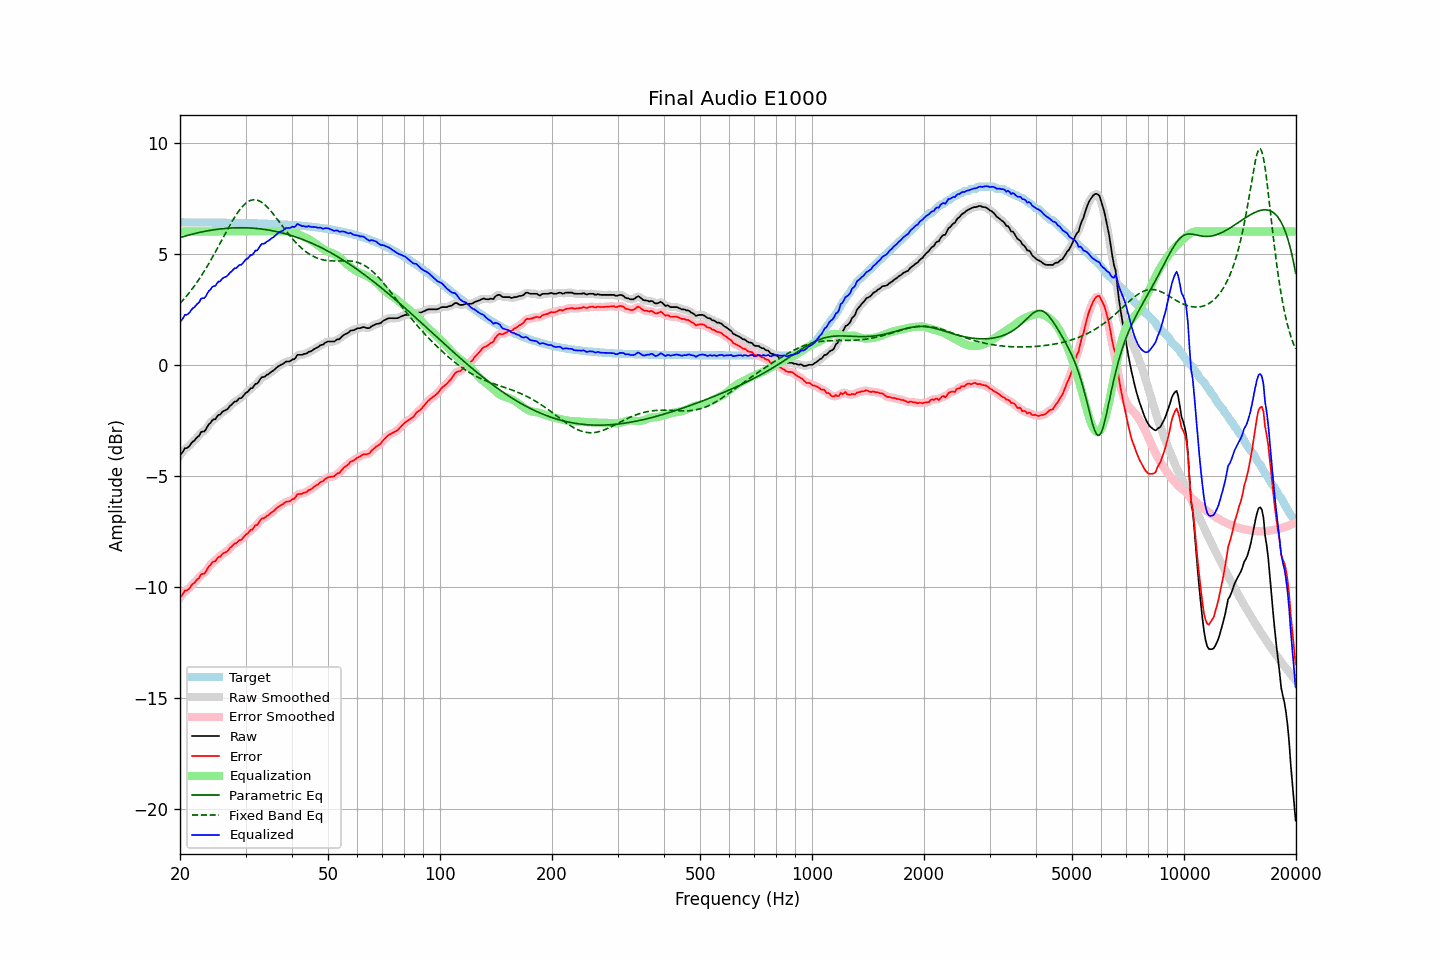 Final Audio E1000
10
5
0
−5
−10
−15
−20
Amplitude (dBr)
Target
Raw Smoothed
Error Smoothed
Raw
Error
Equalization
Parametric Eq
Fixed Band Eq
Equalized
20 50 100 200 500 1000 2000 5000 10000 20000
Frequency (Hz)